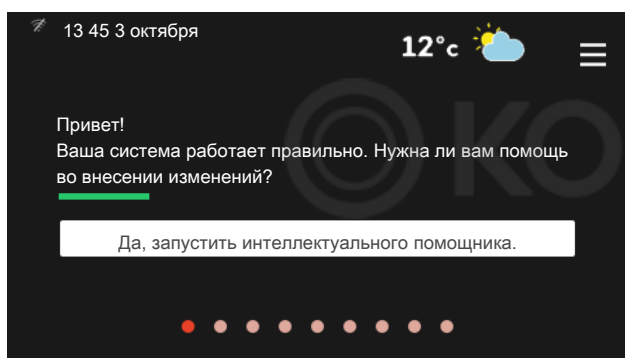 13 45 3 октября
12°c
Привет!
Ваша система работает правильно. Нужна ли вам помощь
во внесении изменений?
Да, запустить интеллектуального помощника.
KO